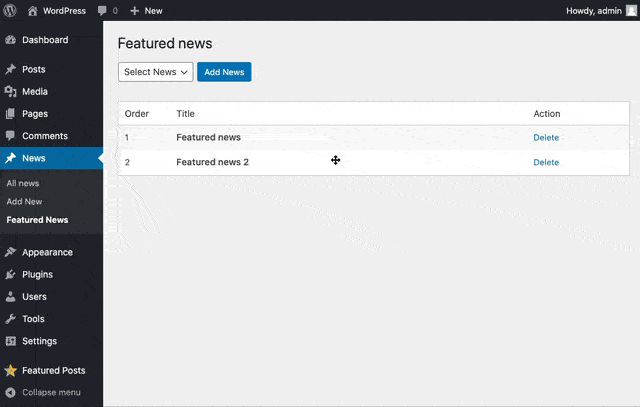 WordPress 0 New Howdy, admin
Dashboard
Posts
Media
Pages
Comments
News
All news
Add New
Featured News
Appearance
Plugins
Users
Tools
Settings
Featured Posts
Collapse menu
Featured news
Select News Add News
Order Title Action
1 Featured news Delete
2 Featured news 2 Delete